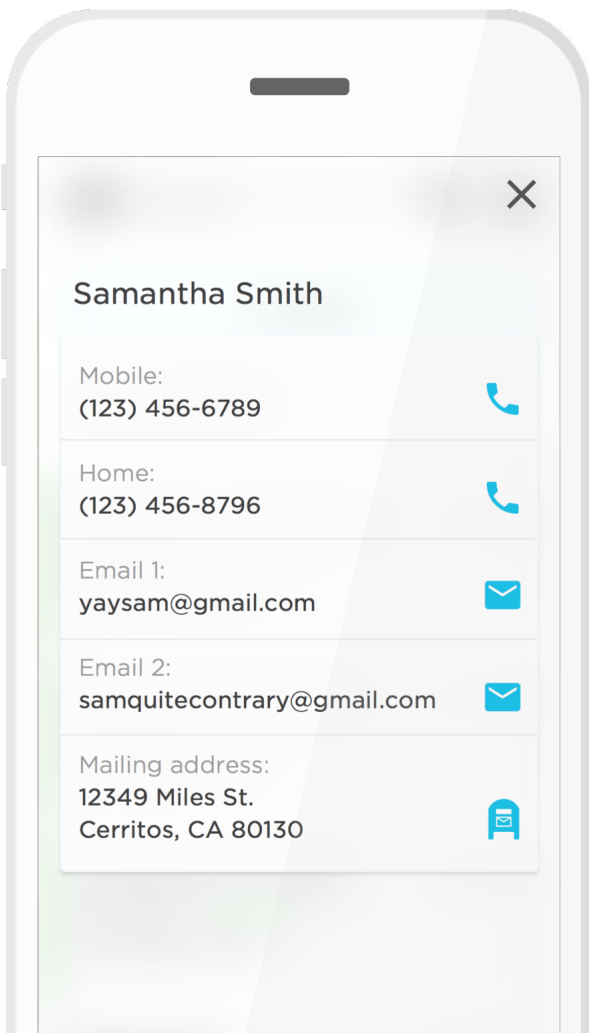 Samantha Smith
Mobile:
(123) 456-6789
Home:
(123) 456-8796
Email 1:
yaysam@gmail.com
Email 2:
samquitecontrary@gmail.com
Mailing address:
12349 Miles St.
Cerritos, CA 80130